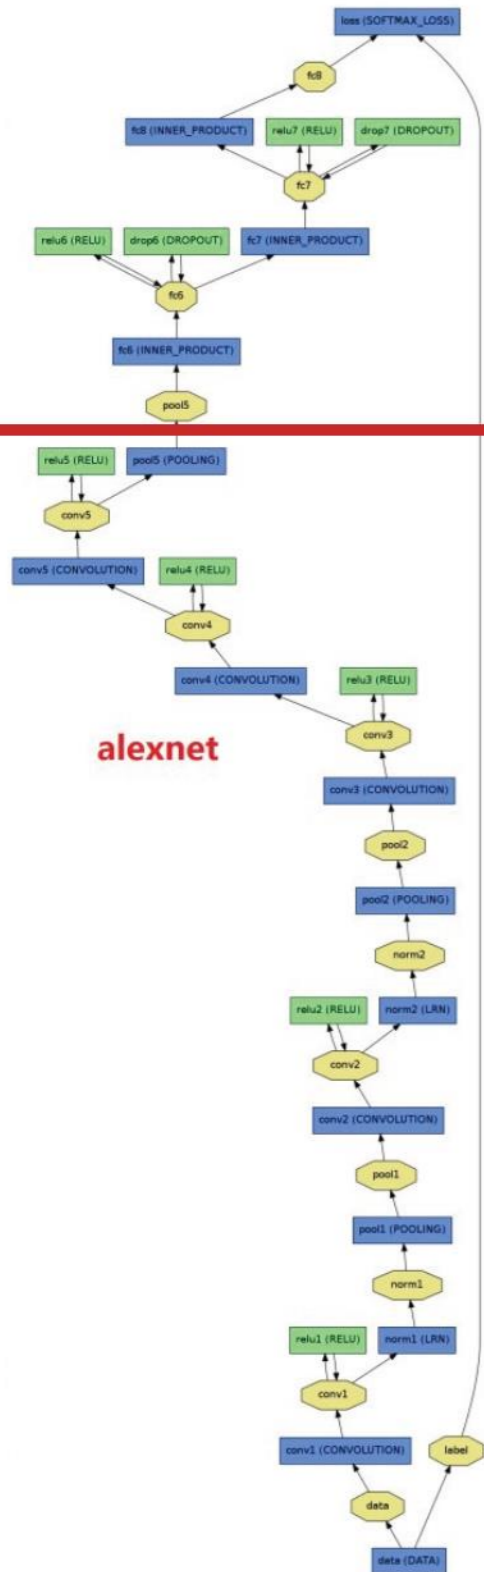 loss (SOFTMAX_LOSS)
fc8
fc8 (INNER_PRODUCT)
relu7 (RELU)
drop7 (DROPOUT)
fc7
relu6 (RELU)
drop6 (DROPOUT)
fc7 (INNER_PRODUCT)
fc6
fc6 (INNER_PRODUCT)
pool5
relu5 (RELU)
pool5 (POOLING)
conv5
conv5 (CONVOLUTION)
relu4 (RELU)
conv4
conv4 (CONVOLUTION)
relu3 (RELU)
conv3
alexnet
conv3 (CONVOLUTION)
pool2
pool2 (POOLING)
norm2
relu2 (RELU)
norm2 (LRN)
conv2
conv2 (CONVOLUTION)
pool1
pool1 (POOLING)
norm1
relu1 (RELU)
norm1 (LRN)
conv1
conv1 (CONVOLUTION)
label
data
data (DATA)